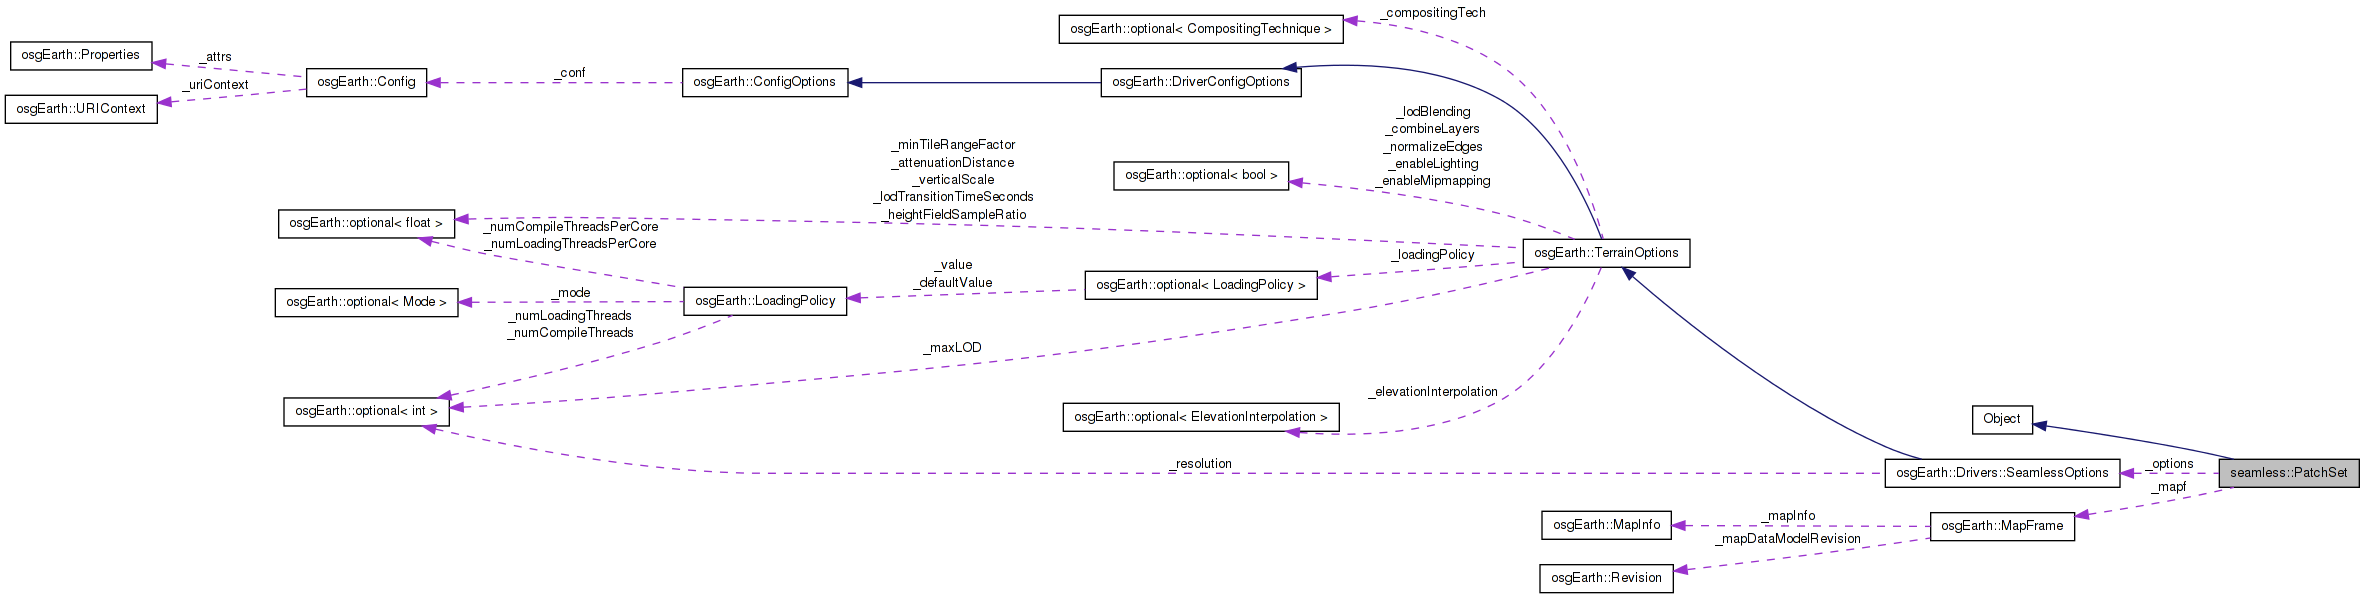 _compositingTech
osgEarth::optional< CompositingTechnique >
osgEarth::Properties
_attrs
_uriContext
osgEarth::URIContext
osgEarth::Config
_conf
osgEarth::ConfigOptions
osgEarth::DriverConfigOptions
_lodBlending
_combineLayers
_normalizeEdges
_enableLighting
_enableMipmapping
osgEarth::optional< bool >
_minTileRangeFactor
_attenuationDistance
_verticalScale
_lodTransitionTimeSeconds
_heightFieldSampleRatio
osgEarth::optional< float >
_numCompileThreadsPerCore
_numLoadingThreadsPerCore
osgEarth::TerrainOptions
_loadingPolicy
_value
_defaultValue
osgEarth::optional< LoadingPolicy >
osgEarth::optional< Mode >
_mode
osgEarth::LoadingPolicy
_numLoadingThreads
_numCompileThreads
_maxLOD
osgEarth::optional< int >
_elevationInterpolation
osgEarth::optional< ElevationInterpolation >
Object
_resolution
osgEarth::Drivers::SeamlessOptions
_options
seamless::PatchSet
_mapf
osgEarth::MapInfo
_mapInfo
osgEarth::MapFrame
_mapDataModelRevision
osgEarth::Revision